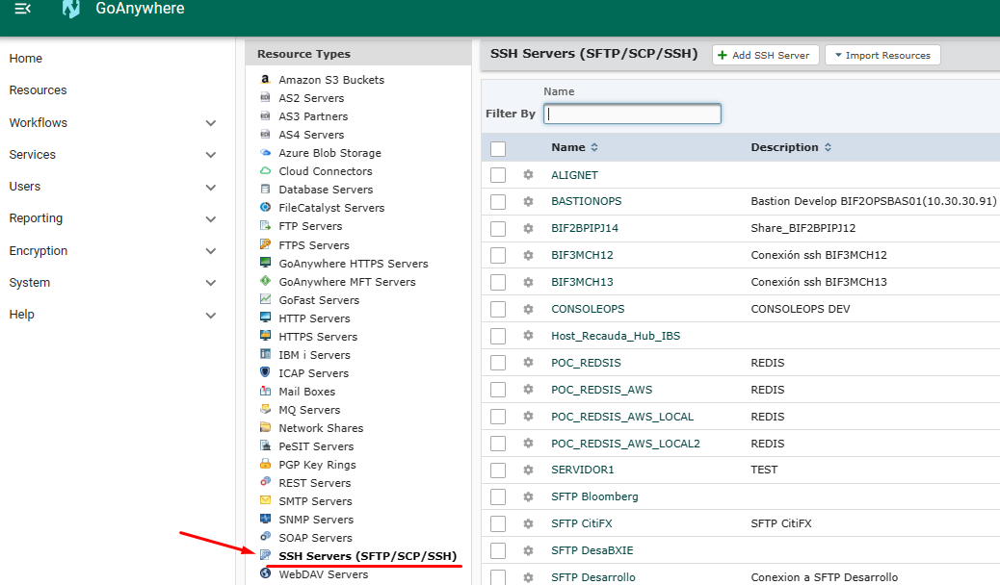 GoAnywhere
Home
Resources
Workflows
Services
Users
Reporting
Encryption
System
Help
Resource Types
Amazon S3 Buckets
AS2 Servers
AS3 Partners
AS4 Servers
Azure Blob Storage
Cloud Connectors
Database Servers
FileCatalyst Servers
FTP Servers
FTPS Servers
GoAnywhere HTTPS Servers
GoAnywhere MFT Servers
GoFast Servers
HTTP Servers
HTTPS Servers
IBM i Servers
ICAP Servers
Mail Boxes
MQ Servers
Network Shares
PeSIT Servers
PGP Key Rings
REST Servers
SMTP Servers
SNMP Servers
SOAP Servers
SSH Servers (SFTP/SCP/SSH)
WebDAV Servers
SSH Servers (SFTP/SCP/SSH) Add SSH Server Import Resources
Name
Filter By
Name Description
ALIGNET
BASTIONOPS Bastion Develop BIF2OPSBAS01(10.30.30.91)
BIF2BPIPJ14 Share_BIF2BPIPJ12
BIF3MCH12 Conexión ssh BIF3MCH12
BIF3MCH13 Conexión ssh BIF3MCH13
CONSOLEOPS CONSOLEOPS DEV
Host_Recauda_Hub_IBS
POC_REDSIS REDIS
POC_REDSIS_AWS REDIS
POC_REDSIS_AWS_LOCAL REDIS
POC_REDSIS_AWS_LOCAL2 REDIS
SERVIDOR1 TEST
SFTP Bloomberg
SFTP CitiFX SFTP CitiFX
SFTP DesaBXIE
SFTP Desarrollo Conexion a SFTP Desarrollo